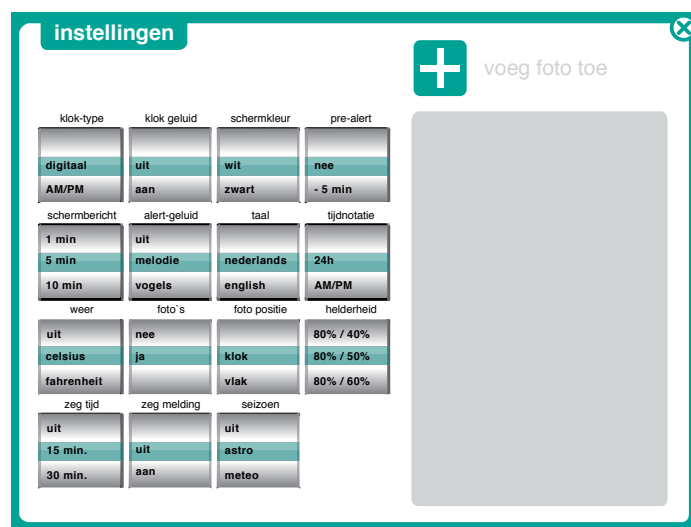 instellingen
voeg foto toe
klok-type klok geluid schermkleur pre-alert
digitaal uit wit nee
AM/PM aan zwart - 5 min
schermbericht alert-geluid taal tijdnotatie
1 min uit
5 min melodie nederlands 24h
10 min vogels english AM/PM
weer foto`s foto positie helderheid
uit nee 80% / 40%
celsius ja klok 80% / 50%
fahrenheit vlak 80% / 60%
zeg tijd zeg melding seizoen
uit uit
15 min. uit astro
30 min. aan meteo